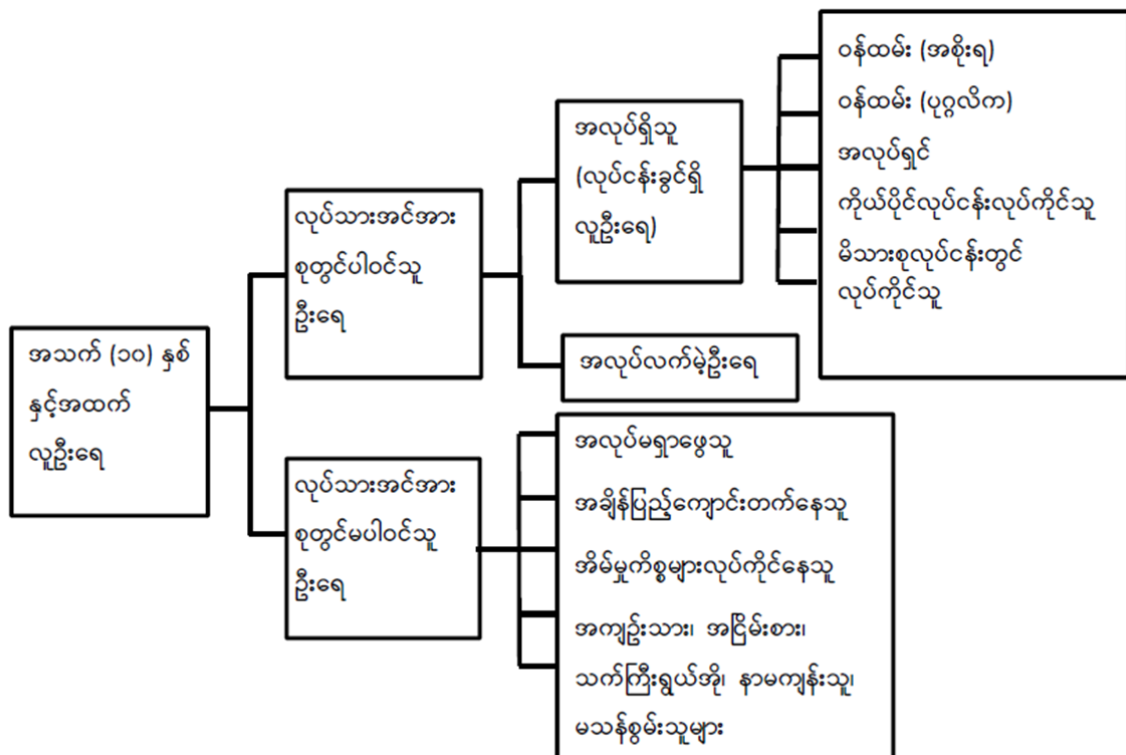 အသက် (၁၀) နှစ်
နှင့်အထက်
လူဦးရေ
လုပ်သားအင်အား
စုတွင်ပါဝင်သူ
ဦးရေ
အလုပ်ရှိသူ
(လုပ်ငန်းခွင်ရှိ
လူဦးရေ)
ဝန်ထမ်း (အစိုးရ)
ဝန်ထမ်း (ပုဂ္ဂလိက)
အလုပ်ရှင်
ကိုယ်ပိုင်လုပ်ငန်းလုပ်ကိုင်သူ
မိသားစုလုပ်ငန်းတွင်
လုပ်ကိုင်သူ
အလုပ်လက်မဲ့ဦးရေ
လုပ်သားအင်အား
စုတွင်မပါဝင်သူ
ဦးရေ
အလုပ်မရှာဖွေသူ
အချိန်ပြည့်ကျောင်းတက်နေသူ
အိမ်မှုကိစ္စများလုပ်ကိုင်နေသူ
အကျဉ်းသား၊ အငြိမ်းစား၊
သက်ကြီးရွယ်အို၊ နာမကျန်းသူ၊
မသန်စွမ်းသူများ